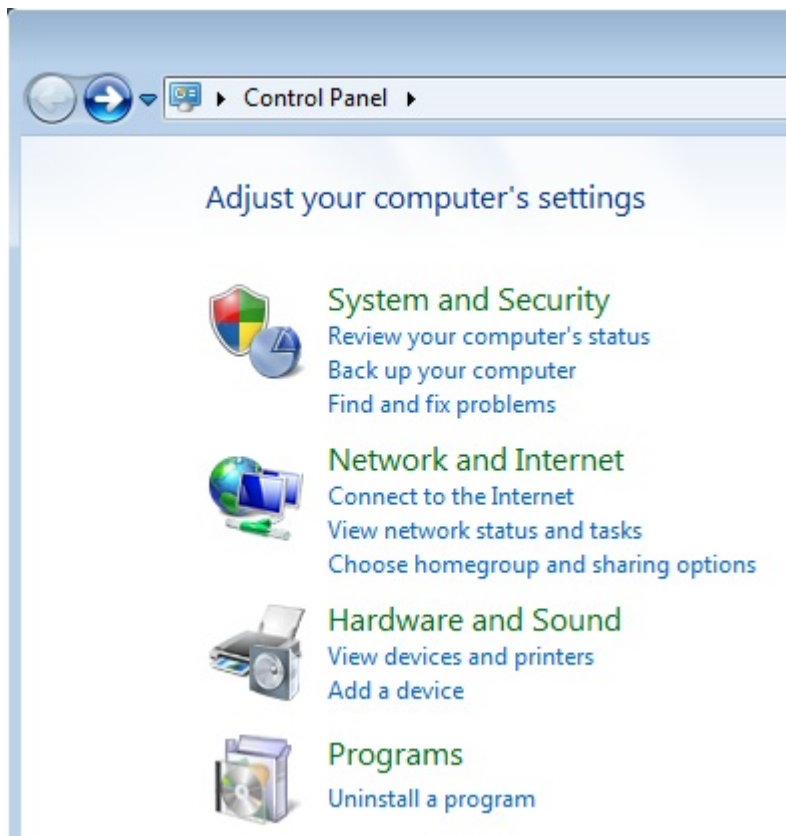 Control Panel
Adjust your computer's settings
System and Security
Review your computer's status
Back up your computer
Find and fix problems
Network and Internet
Connect to the Internet
View network status and tasks
Choose homegroup and sharing options
Hardware and Sound
View devices and printers
Add a device
Programs
Uninstall a program